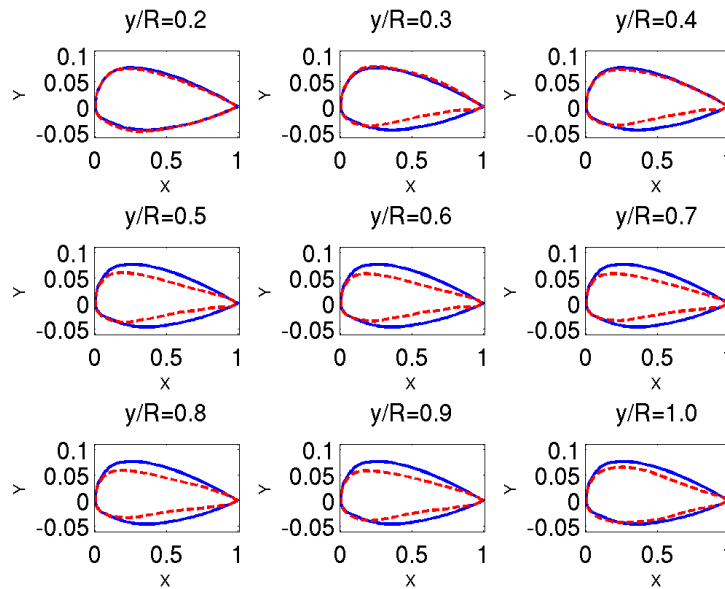 y/R=0.2 y/R=0.3 y/R=0.4
0.1 0.1 0.1
0.05 0.05 0.05
Y Y Y
0 0 0
-0.05 -0.05 -0.05
0 0.5 1 0 0.5 1 0 0.5 1
X X X
y/R=0.5 y/R=0.6 y/R=0.7
0.1 0.1 0.1
0.05 0.05 0.05
Y Y Y
0 0 0
-0.05 -0.05 -0.05
0 0.5 1 0 0.5 1 0 0.5 1
X X X
y/R=0.8 y/R=0.9 y/R=1.0
0.1 0.1 0.1
0.05 0.05 0.05
Y Y Y
0 0 0
-0.05 -0.05 -0.05
0 0.5 1 0 0.5 1 0 0.5 1
X X X